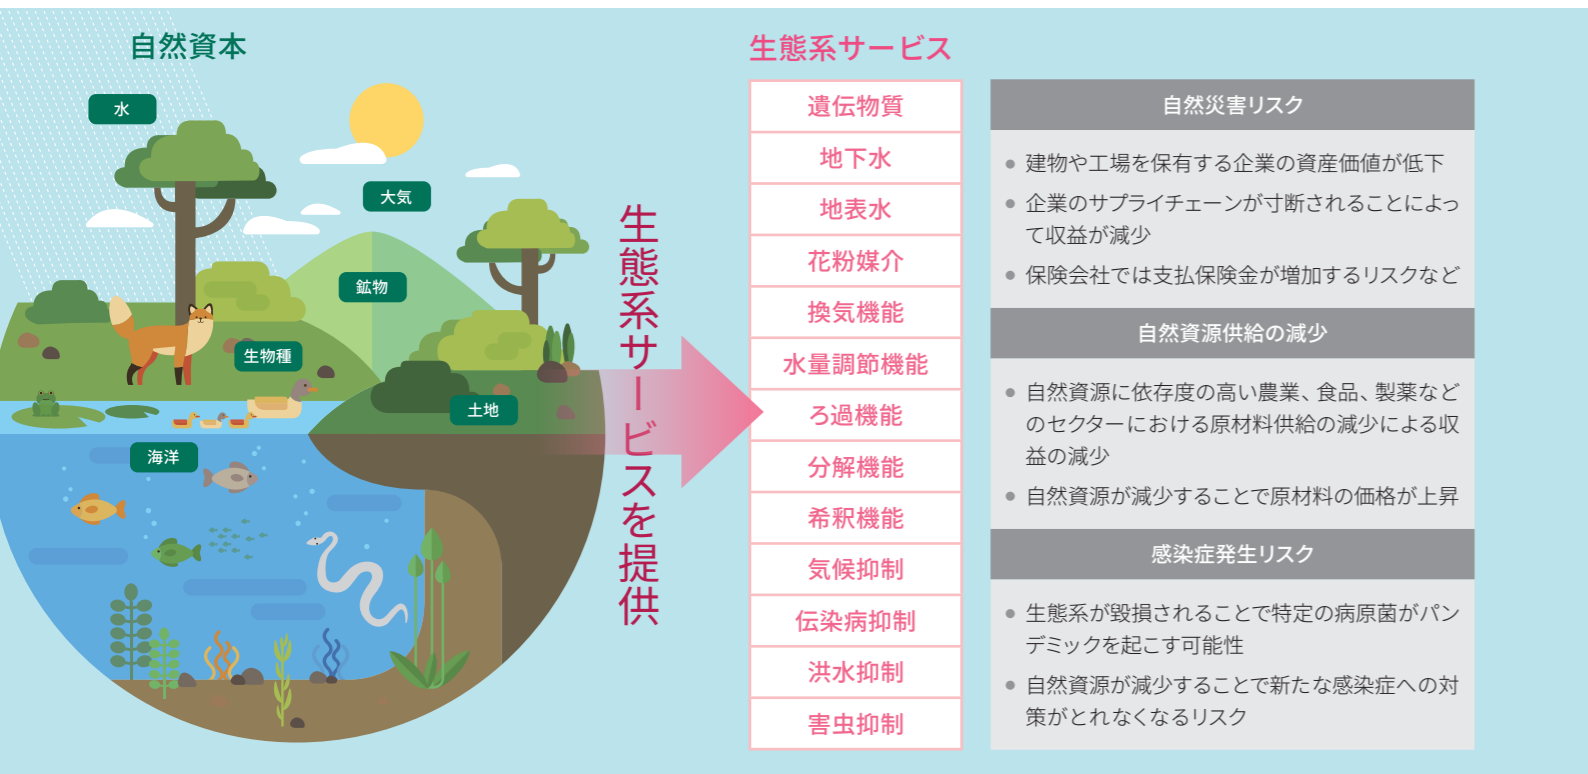 自然資本
水
大気
鉱物
生物種
土地
海洋
生態系サービスを提供
生態系サービス
遺伝物質
地下水
地表水
花粉媒介
換気機能
水量調節機能
ろ過機能
分解機能
希釈機能
気候抑制
伝染病抑制
洪水抑制
害虫抑制
自然災害リスク
● 建物や工場を保有する企業の資産価値が低下
● 企業のサプライチェーンが寸断されることによっ
て収益が減少
● 保険会社では支払保険金が増加するリスクなど
自然資源供給の減少
● 自然資源に依存度の高い農業、食品、製薬など
のセクターにおける原材料供給の減少による収
益の減少
● 自然資源が減少することで原材料の価格が上昇
感染症発生リスク
● 生態系が毀損されることで特定の病原菌がパン
デミックを起こす可能性
● 自然資源が減少することで新たな感染症への対
策がとれなくなるリスク